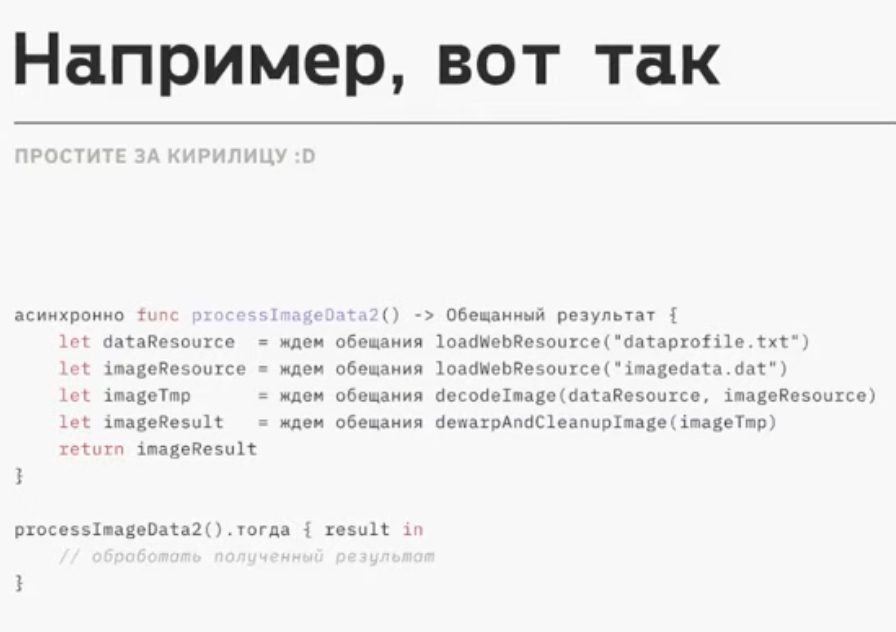 Например, вот так
ПРОСТИТЕ ЗА КИРИЛИЦУ :D
асинхронно func processImageData2() -> Обещанный результат {
    let dataResource  = ждем обещания loadWebResource("dataprofile.txt")
    let imageResource = ждем обещания loadWebResource("imagedata.dat")
    let imageTmp      = ждем обещания decodeImage(dataResource, imageResource)
    let imageResult   = ждем обещания dewarpAndCleanupImage(imageTmp)
    return imageResult
}
processImageData2().тогда { result in
    // обработать полученный результат
}